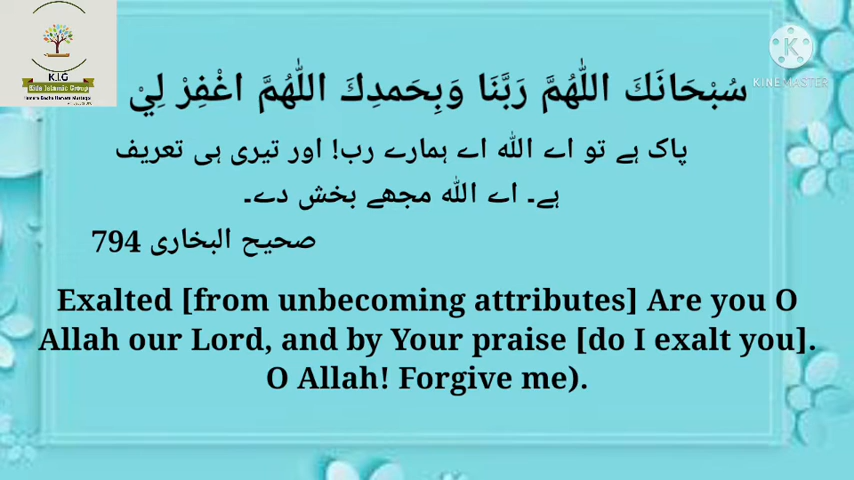 K.I.G
Kids Islamic Group
KINEMASTER
سُبْحَانَكَ اللّٰهُمَّ رَبَّنَا وَبِحَمدِكَ اللّٰهُمَّ اغْفِرْ لِيْ
پاک ہے تو اے اللّٰہ اے ہمارے رب! اور تیری ہی تعریف
ہے۔ اے اللّٰہ مجھے بخش دے۔
صحیح البخاری 794
Exalted [from unbecoming attributes] Are you O
Allah our Lord, and by Your praise [do I exalt you].
O Allah! Forgive me).